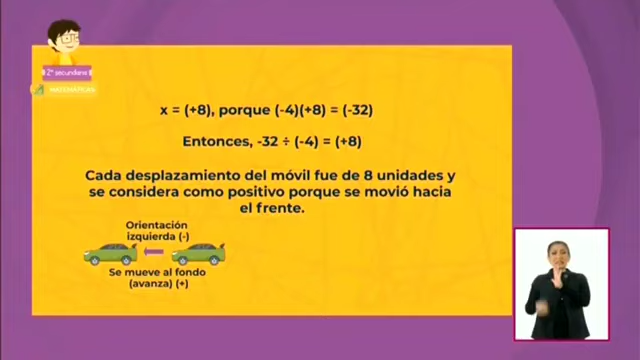 2° secundaria
MATEMÁTICAS
x = (+8), porque (-4)(+8) = (-32)
Entonces, -32 ÷ (-4) = (+8)
Cada desplazamiento del móvil fue de 8 unidades y
se considera como positivo porque se movió hacia
el frente.
Orientación
izquierda (-)
Se mueve al fondo
(avanza) (+)